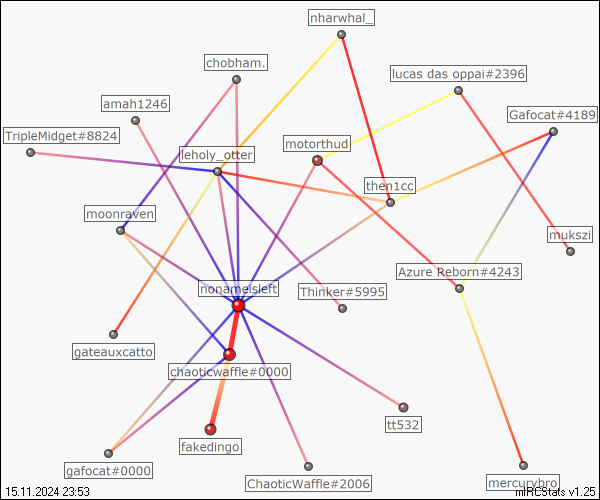 nharwhal_
chobham.
lucas das oppai#2396
amah1246
Gafocat#4189
TripleMidget#8824
motorthud
leholy_otter
then1cc
moonraven
mukszi
Azure Reborn#4243
nonameisleft
Thinker#5995
gateauxcatto
chaoticwaffle#0000
tt532
fakedingo
gafocat#0000
ChaoticWaffle#2006
mercurybro
15.11.2024 23:53
mIRCStats v1.25